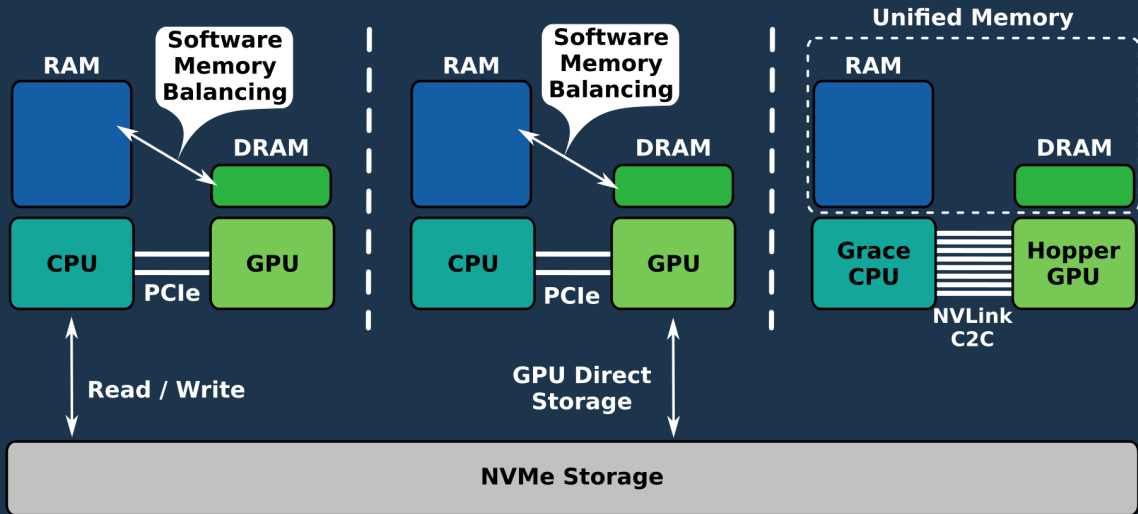 Software
Memory
Balancing
RAM
DRAM
CPU
GPU
PCIe
Read / Write
Software
Memory
Balancing
RAM
DRAM
CPU
GPU
PCIe
GPU Direct
Storage
Unified Memory
RAM
DRAM
Grace
CPU
Hopper
GPU
NVLink
C2C
NVMe Storage